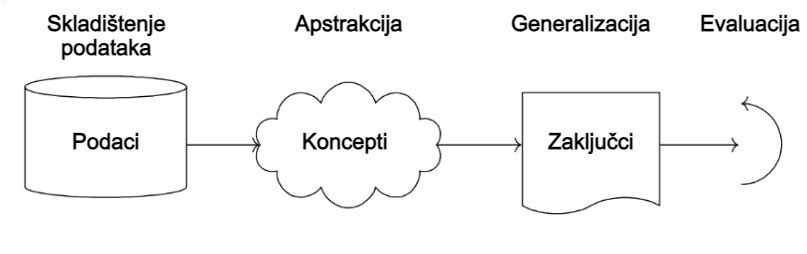 Skladištenje
podataka
Apstrakcija
Generalizacija
Evaluacija
Podaci
Koncepti
Zaključci